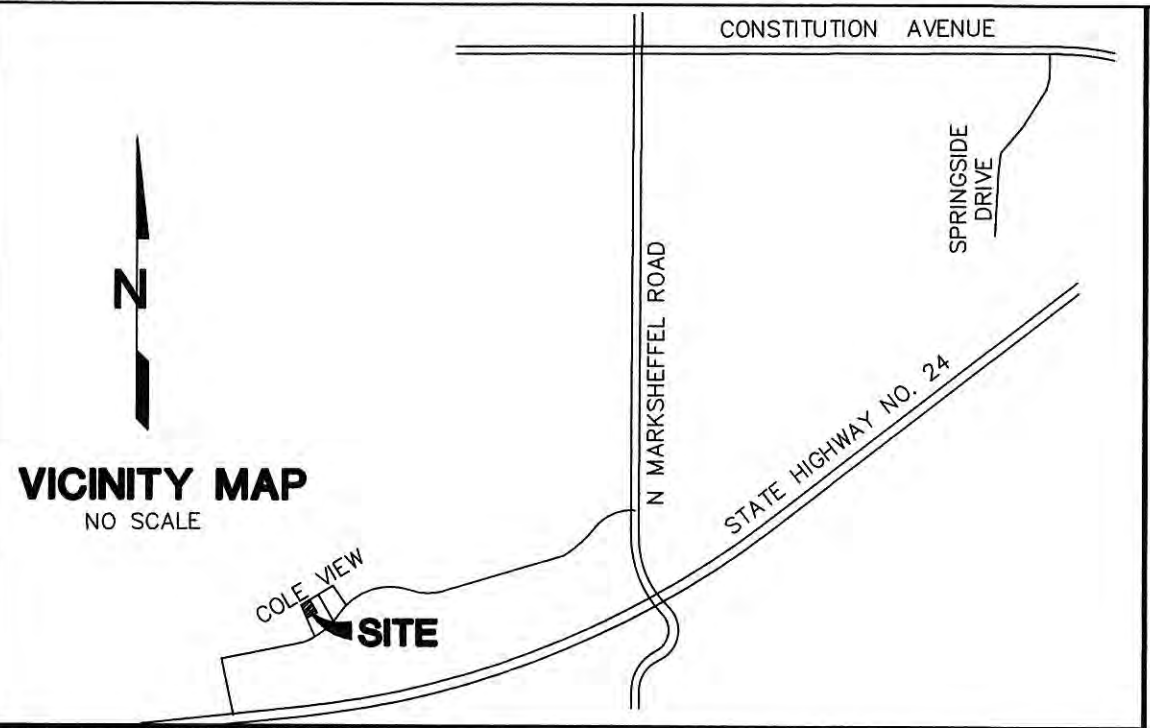 CONSTITUTION AVENUE
SPRINGSIDE
DRIVE
N
N MARKSHEFFEL ROAD
STATE HIGHWAY NO. 24
VICINITY MAP
NO SCALE
COLE VIEW
SITE